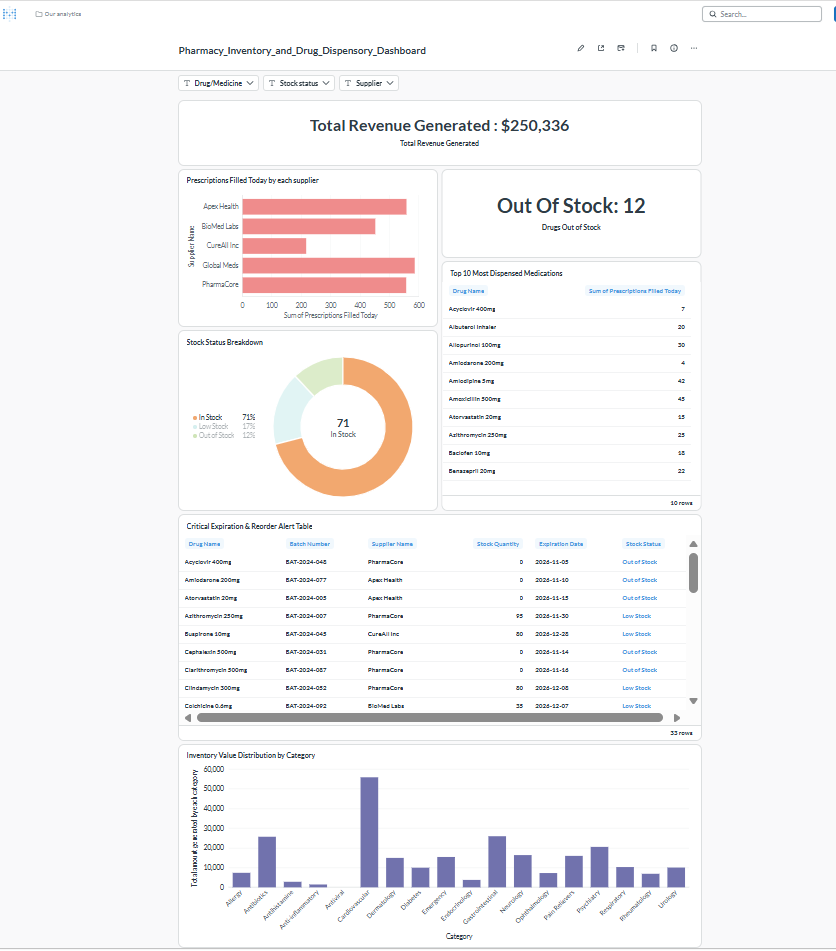 Our analytics
Search...
Pharmacy_Inventory_and_Drug_Dispensory_Dashboard
Drug/Medicine
Stock status
Supplier
Total Revenue Generated : $250,336
Total Revenue Generated
Prescriptions Filled Today by each supplier
Supplier Name
Apex Health
BioMed Labs
CureAll Inc
Global Meds
PharmaCore
0 100 200 300 400 500 600
Sum of Prescriptions Filled Today
Out Of Stock: 12
Drugs Out of Stock
Top 10 Most Dispensed Medications
Drug Name Sum of Prescriptions Filled Today
Acyclovir 400mg 7
Albuterol Inhaler 20
Allopurinol 100mg 30
Amiodarone 200mg 4
Amlodipine 5mg 42
Amoxicillin 500mg 45
Atorvastatin 20mg 15
Azithromycin 250mg 25
Baclofen 10mg 18
Benazepril 20mg 22
10 rows
Stock Status Breakdown
In Stock 71%
Low Stock 17%
Out of Stock 12%
71
In Stock
Critical Expiration & Reorder Alert Table
Drug Name Batch Number Supplier Name Stock Quantity Expiration Date Stock Status
Acyclovir 400mg BAT-2024-048 PharmaCore 0 2026-11-05 Out of Stock
Amiodarone 200mg BAT-2024-077 Apex Health 0 2026-11-10 Out of Stock
Atorvastatin 20mg BAT-2024-005 Apex Health 0 2026-11-15 Out of Stock
Azithromycin 250mg BAT-2024-007 PharmaCore 95 2026-11-30 Low Stock
Buspirone 10mg BAT-2024-045 CureAll Inc 80 2026-12-28 Low Stock
Cephalexin 500mg BAT-2024-031 PharmaCore 0 2026-11-14 Out of Stock
Clarithromycin 500mg BAT-2024-087 PharmaCore 0 2026-11-16 Out of Stock
Clindamycin 300mg BAT-2024-052 PharmaCore 80 2026-12-08 Low Stock
Colchicine 0.6mg BAT-2024-092 BioMed Labs 35 2026-12-07 Low Stock
33 rows
Inventory Value Distribution by Category
Total amount generated by each category
60,000
50,000
40,000
30,000
20,000
10,000
0
Allergy
Antibiotics
Antihistamine
Anti-inflammatory
Antiviral
Cardiovascular
Dermatology
Diabetes
Emergency
Endocrinology
Gastrointestinal
Neurology
Ophthalmology
Pain Relievers
Psychiatry
Respiratory
Rheumatology
Urology
Category